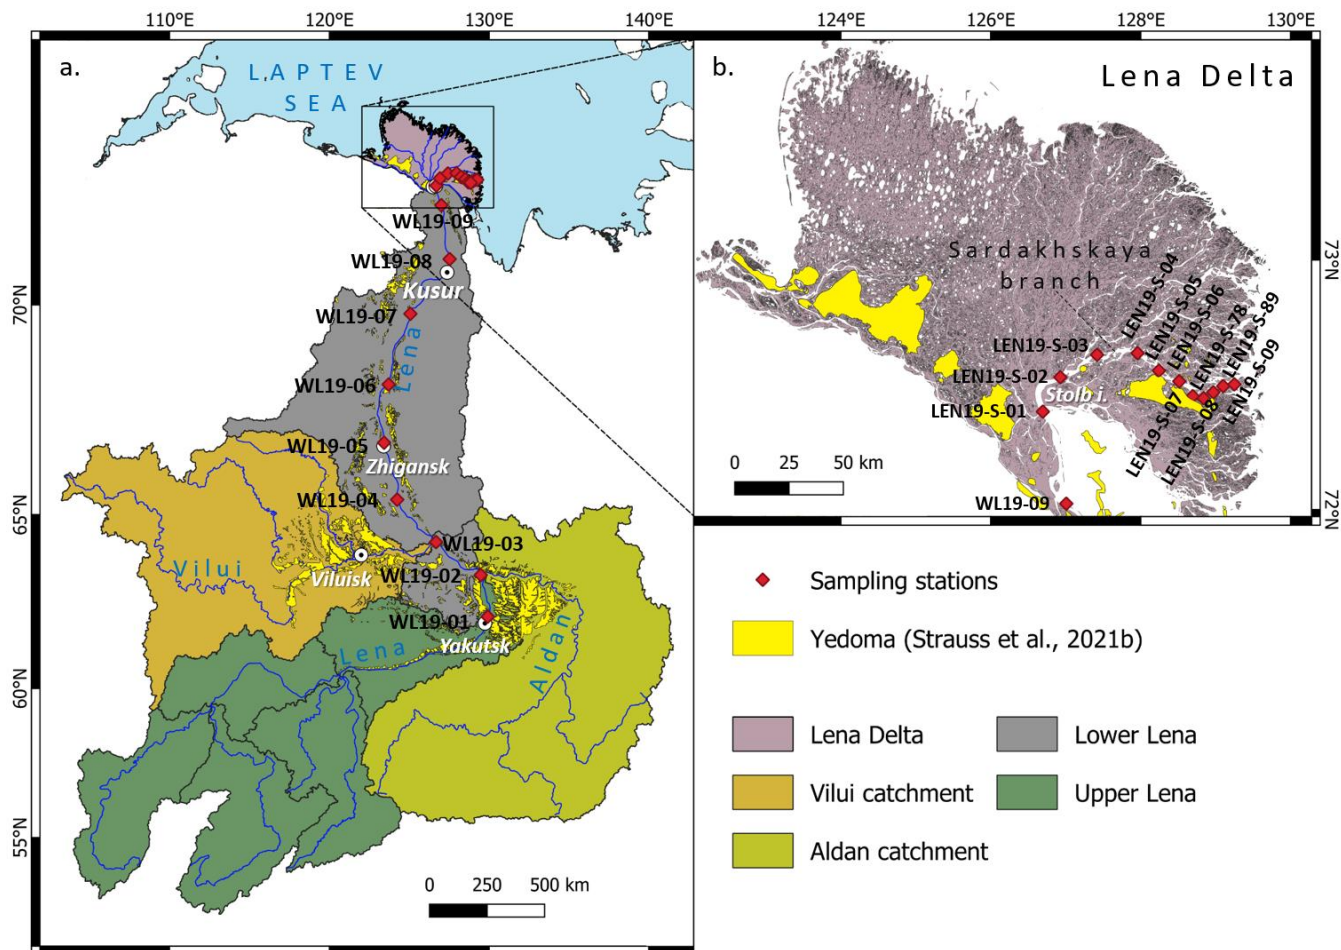 110°E 120°E 130°E 140°E
124°E 126°E 128°E 130°E
a.
LAPTEV
SEA
WL19-09
WL19-08
Kusur
WL19-07
Lena
WL19-06
WL19-05
Zhigansk
WL19-04
WL19-03
Vilui
Viluisk
WL19-02
WL19-01
Yakutsk
Lena
Aldan
70°N
65°N
60°N
55°N
0 250 500 km
b.
Lena Delta
Sardakhskaya
branch
LEN19-S-04
LEN19-S-05
LEN19-S-06
LEN19-S-78
LEN19-S-89
LEN19-S-09
LEN19-S-03
LEN19-S-02
Stolb i.
LEN19-S-01
LEN19-S-07
LEN19-S-08
WL19-09
0 25 50 km
73°N
72°N
Sampling stations
Yedoma (Strauss et al., 2021b)
Lena Delta
Lower Lena
Vilui catchment
Upper Lena
Aldan catchment